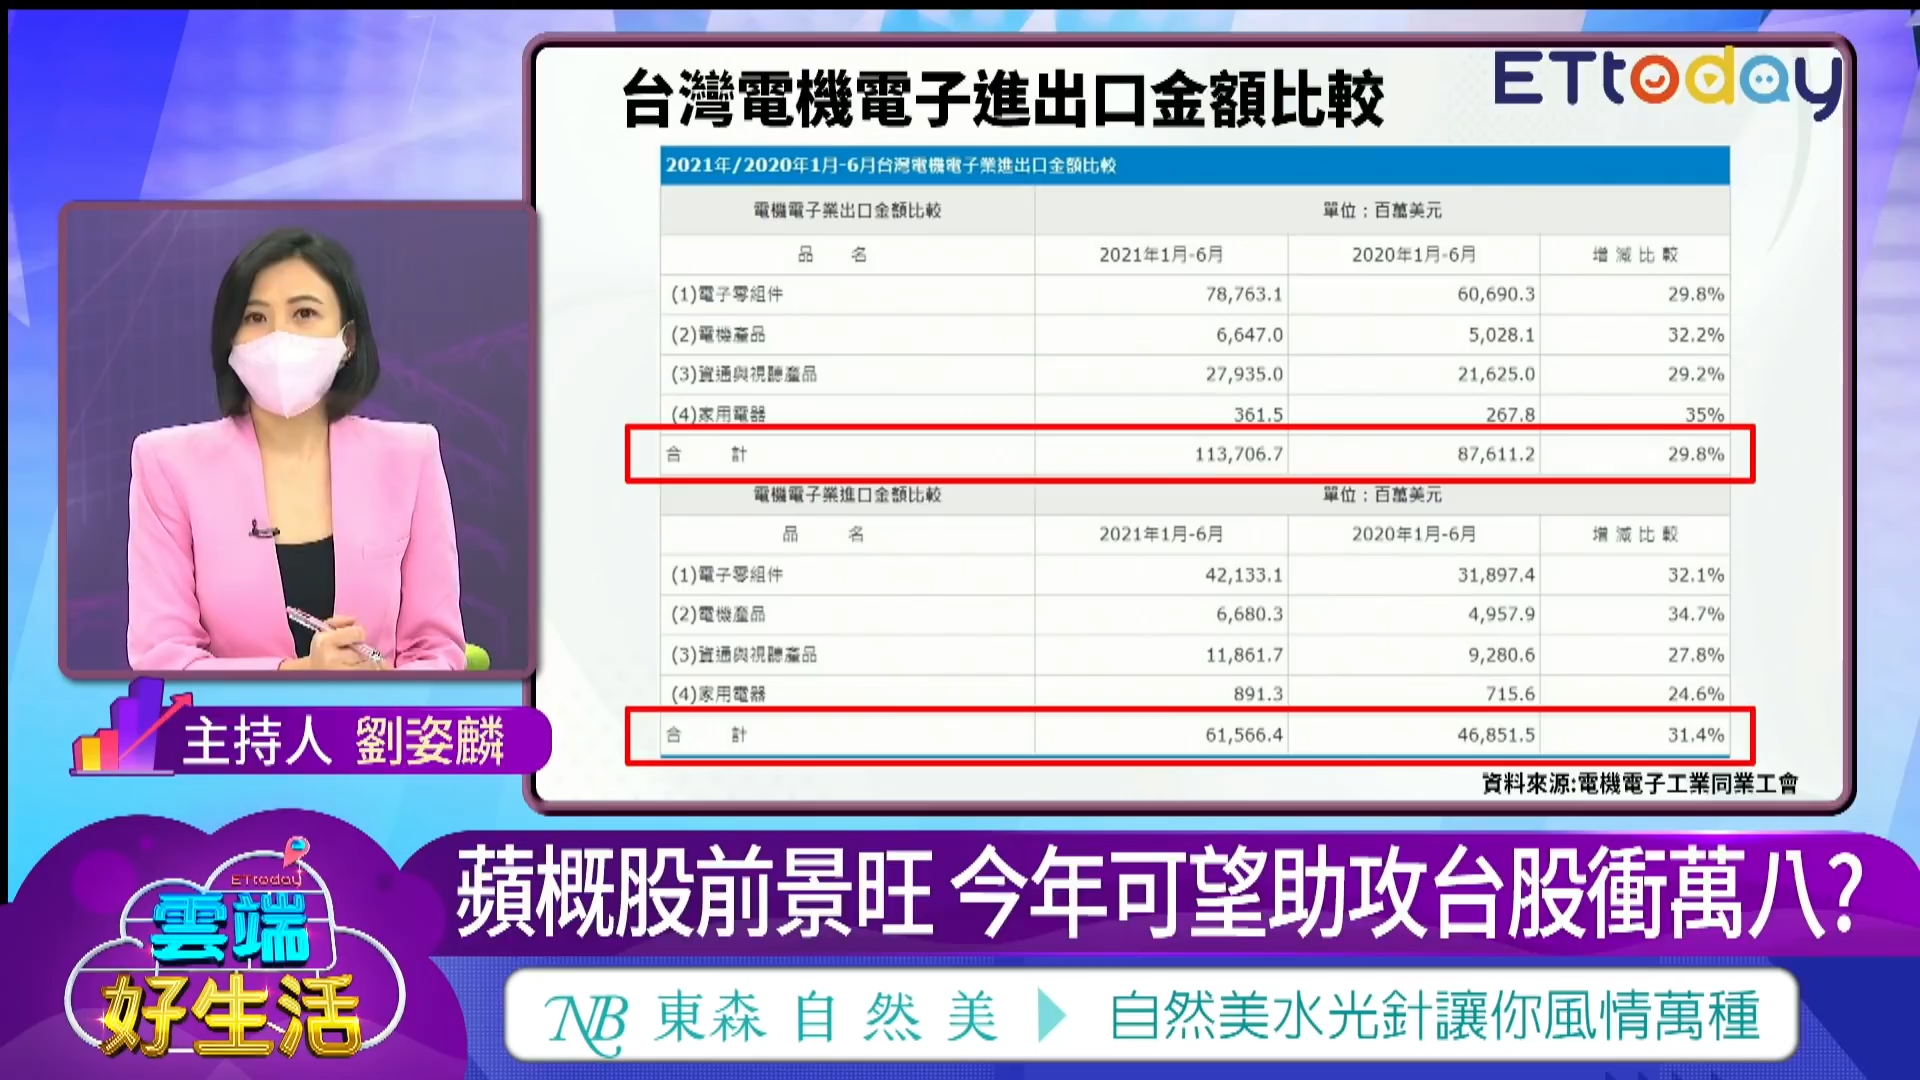 台灣電機電子進出口金額比較
ETtoday
2021年/2020年1月-6月台灣電機電子業進出口金額比較
電機電子業出口金額比較 單位：百萬美元
品 名 2021年1月-6月 2020年1月-6月 增減比較
(1)電子零組件 78,763.1 60,690.3 29.8%
(2)電機產品 6,647.0 5,028.1 32.2%
(3)資通與視聽產品 27,935.0 21,625.0 29.2%
(4)家用電器 361.5 267.8 35%
合 計 113,706.7 87,611.2 29.8%
電機電子業進口金額比較 單位：百萬美元
品 名 2021年1月-6月 2020年1月-6月 增減比較
(1)電子零組件 42,133.1 31,897.4 32.1%
(2)電機產品 6,680.3 4,957.9 34.7%
(3)資通與視聽產品 11,861.7 9,280.6 27.8%
(4)家用電器 891.3 715.6 24.6%
合 計 61,566.4 46,851.5 31.4%
資料來源:電機電子工業同業工會
主持人 劉姿麟
蘋概股前景旺 今年可望助攻台股衝萬八?
ETtoday
雲端
好生活
NB 東森自然美 自然美水光針讓你風情萬種